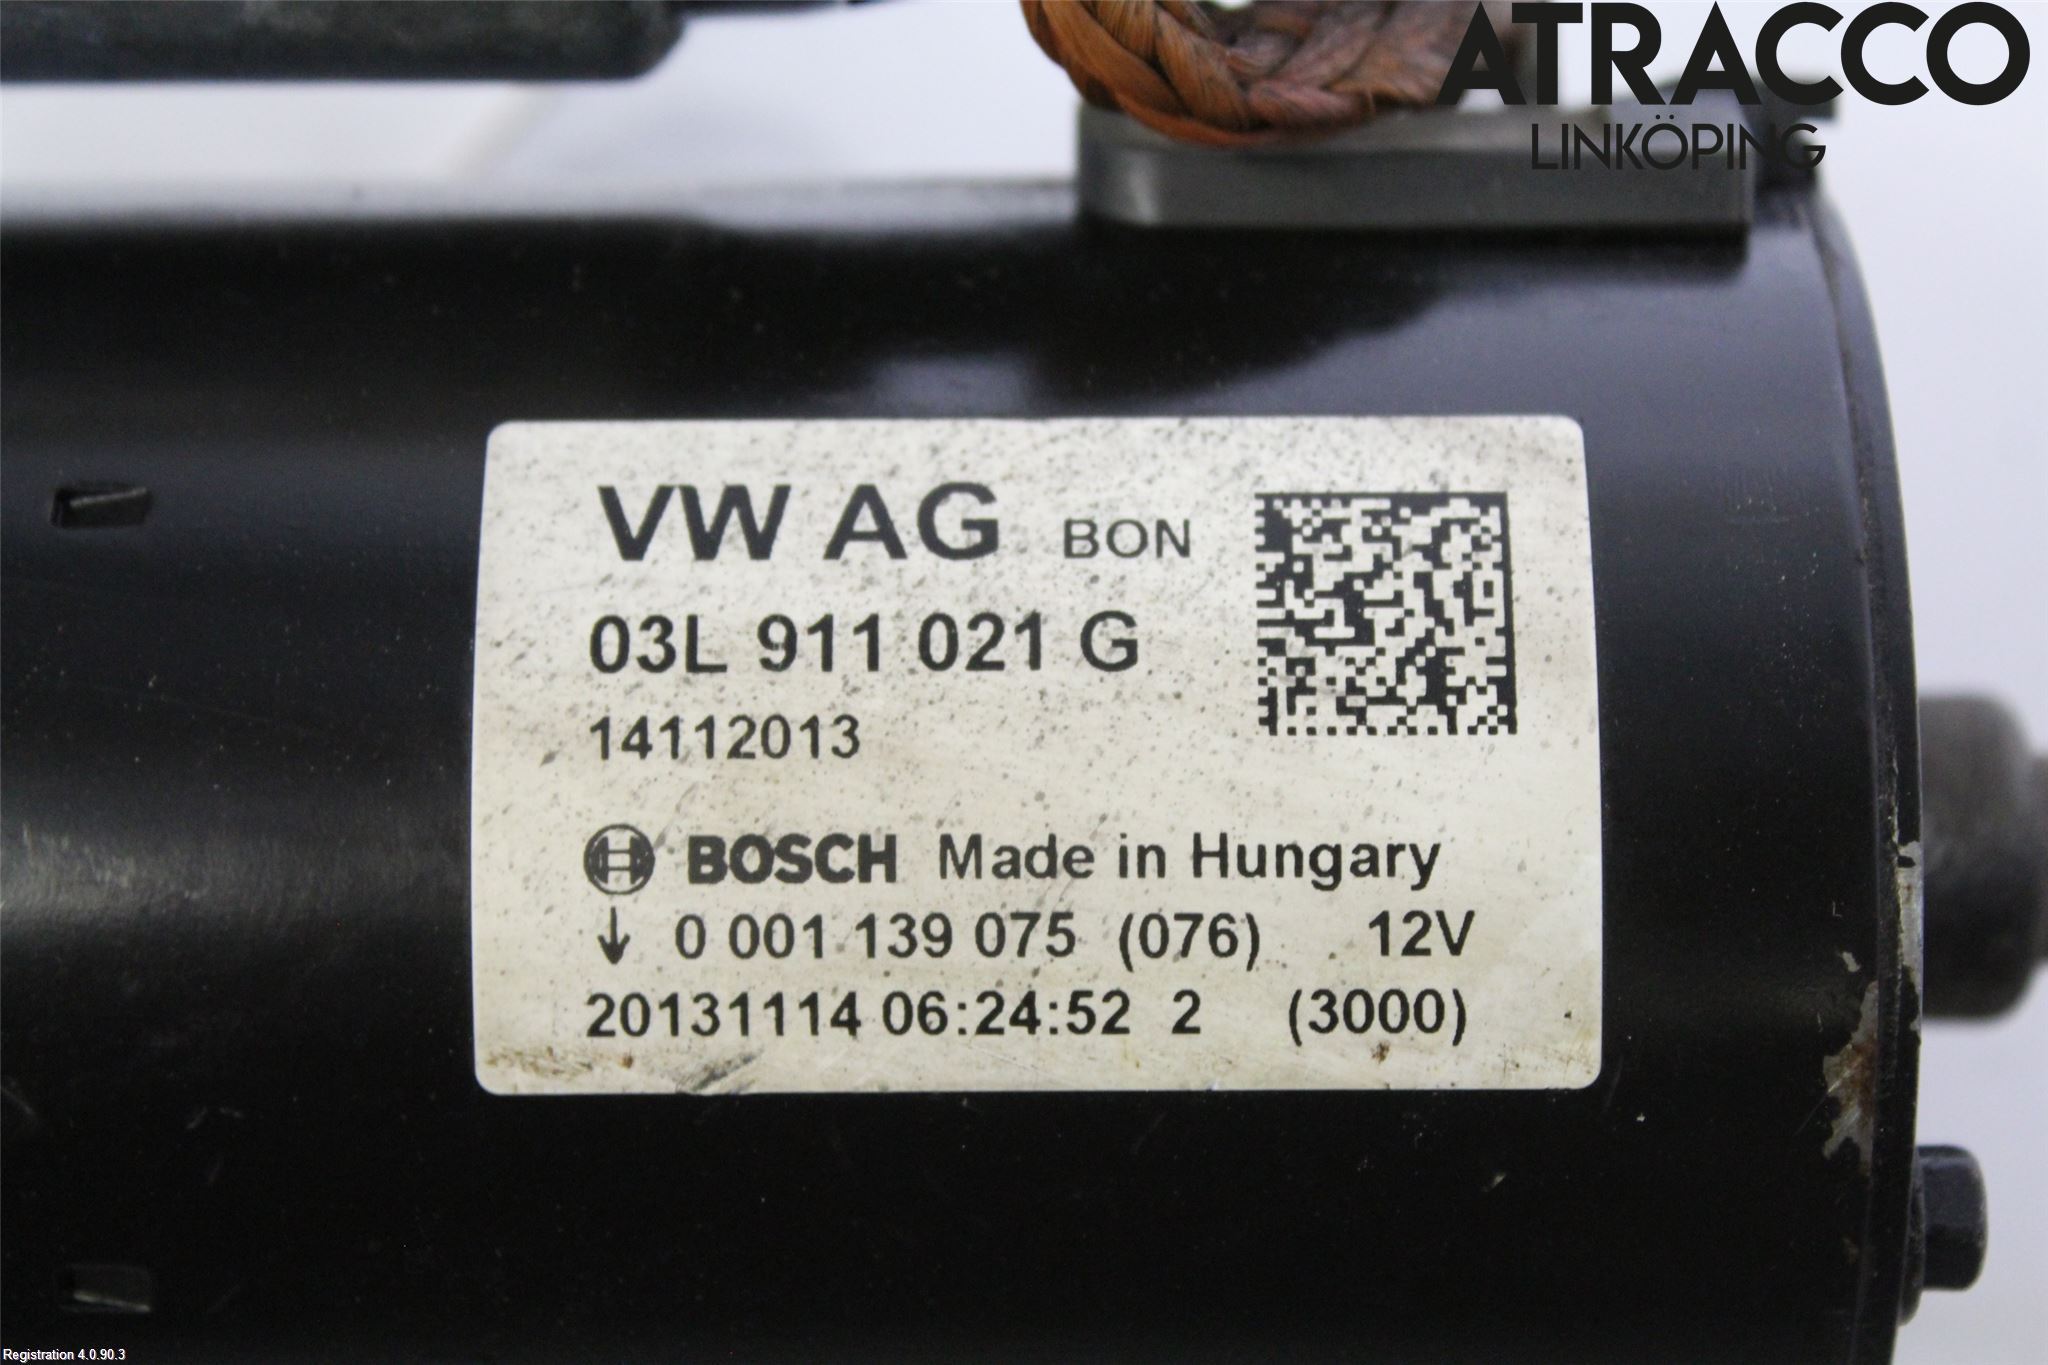 ATRACCO
LINKÖPING
VW AG BON
03L 911 021 G
14112013
BOSCH Made in Hungary
↓ 0 001 139 075 (076) 12V
20131114 06:24:52 2 (3000)
Registration 4.0.90.3